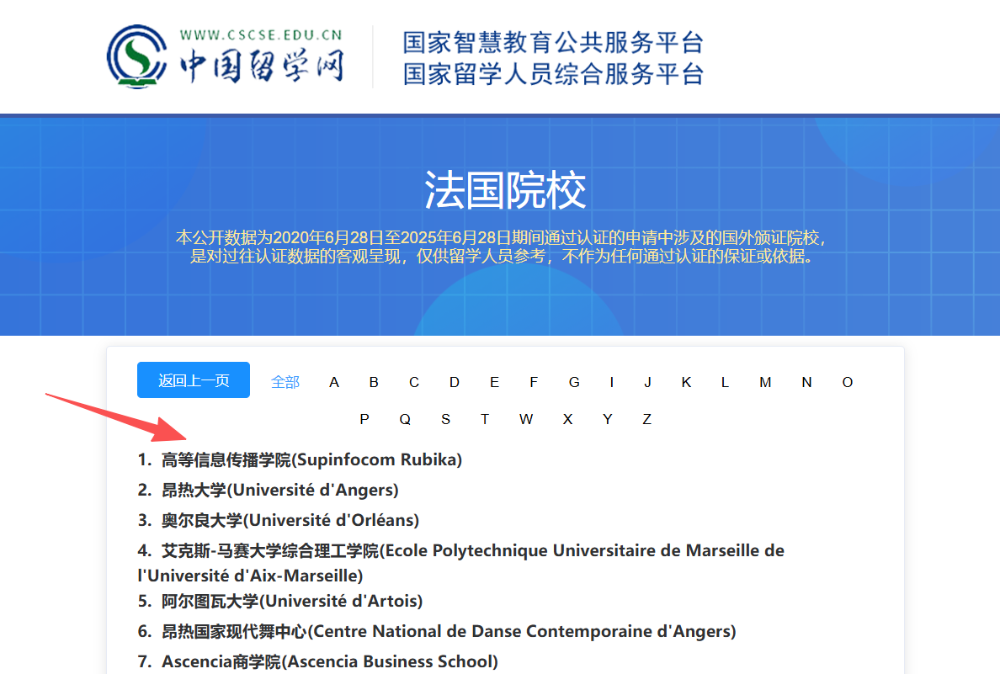 WWW.CSCSE.EDU.CN
中国留学网
国家智慧教育公共服务平台
国家留学人员综合服务平台
法国院校
本公开数据为2020年6月28日至2025年6月28日期间通过认证的申请中涉及的国外颁证院校，
是对过往认证数据的客观呈现，仅供留学人员参考，不作为任何通过认证的保证或依据。
返回上一页 全部 A B C D E F G I J K L M N O
P Q S T W X Y Z
1. 高等信息传播学院(Supinfocom Rubika)
2. 昂热大学(Université d'Angers)
3. 奥尔良大学(Université d'Orléans)
4. 艾克斯-马赛大学综合理工学院(Ecole Polytechnique Universitaire de Marseille de
l'Université d'Aix-Marseille)
5. 阿尔图瓦大学(Université d'Artois)
6. 昂热国家现代舞中心(Centre National de Danse Contemporaine d'Angers)
7. Ascencia商学院(Ascencia Business School)